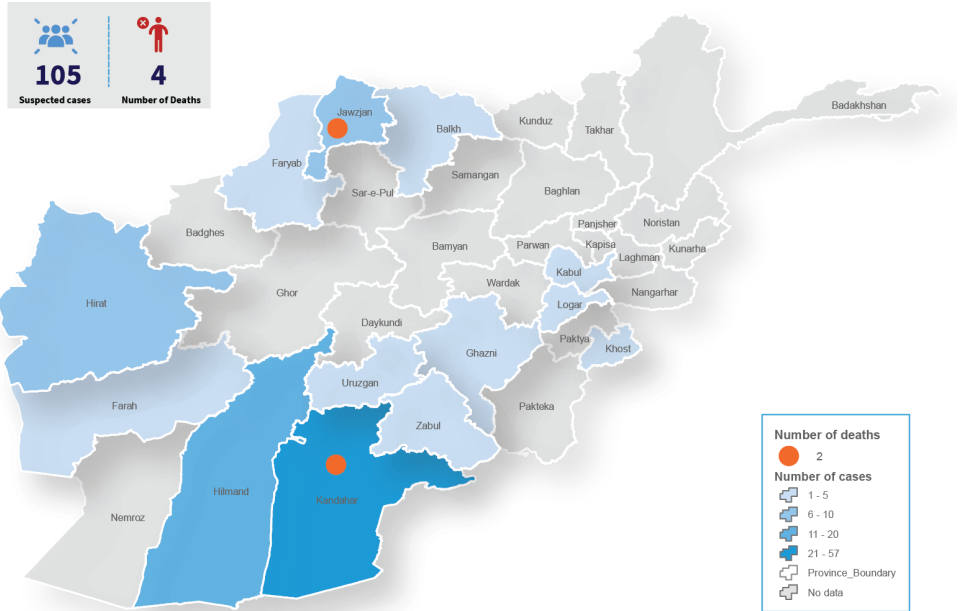 105
Suspected cases
4
Number of Deaths
Badakhshan
Jawzjan
Balkh
Kunduz
Takhar
Faryab
Samangan
Sar-e-Pul
Baghlan
Badghes
Panjsher
Noristan
Bamyan
Parwan
Kapisa
Laghman
Kunarha
Kabul
Wardak
Nangarhar
Hirat
Ghor
Logar
Daykundi
Paktya
Khost
Ghazni
Uruzgan
Farah
Pakteka
Zabul
Hilmand
Kandahar
Nemroz
Number of deaths
2
Number of cases
1 - 5
6 - 10
11 - 20
21 - 57
Province_Boundary
No data